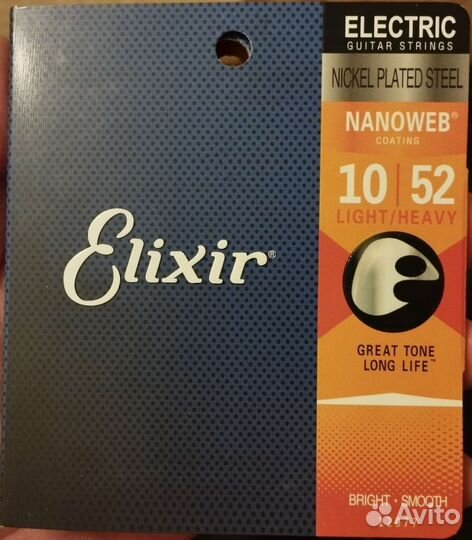 ELECTRIC
GUITAR STRINGS
NICKEL PLATED STEEL
NANOWEB®
COATING
10 | 52
LIGHT/HEAVY
Elixir®
GREAT TONE
LONG LIFE™
BRIGHT • SMOOTH
Avito